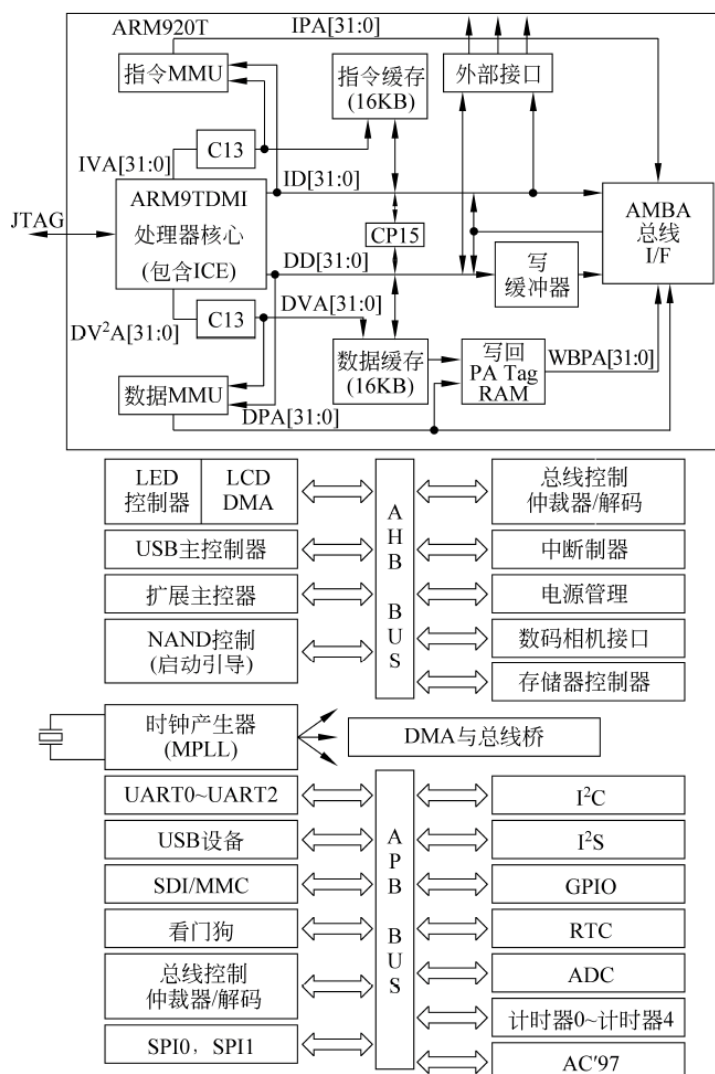 ARM920T
IPA[31:0]
指令MMU
指令缓存
(16KB)
外部接口
C13
IVA[31:0]
ID[31:0]
ARM9TDMI
处理器核心
(包含ICE)
JTAG
CP15
AMBA
总线
I/F
DD[31:0]
写
缓冲器
C13
DVA[31:0]
DV²A[31:0]
数据缓存
(16KB)
写回
PA Tag
RAM
WBPA[31:0]
数据MMU
DPA[31:0]
LED
控制器
LCD
DMA
AHB BUS
总线控制
仲裁器/解码
USB主控制器
中断制器
扩展主控器
电源管理
NAND控制
(启动引导)
数码相机接口
存储器控制器
时钟产生器
(MPLL)
DMA与总线桥
UART0~UART2
APB BUS
I²C
USB设备
I²S
SDI/MMC
GPIO
看门狗
RTC
总线控制
仲裁器/解码
ADC
计时器0~计时器4
SPI0，SPI1
AC′97